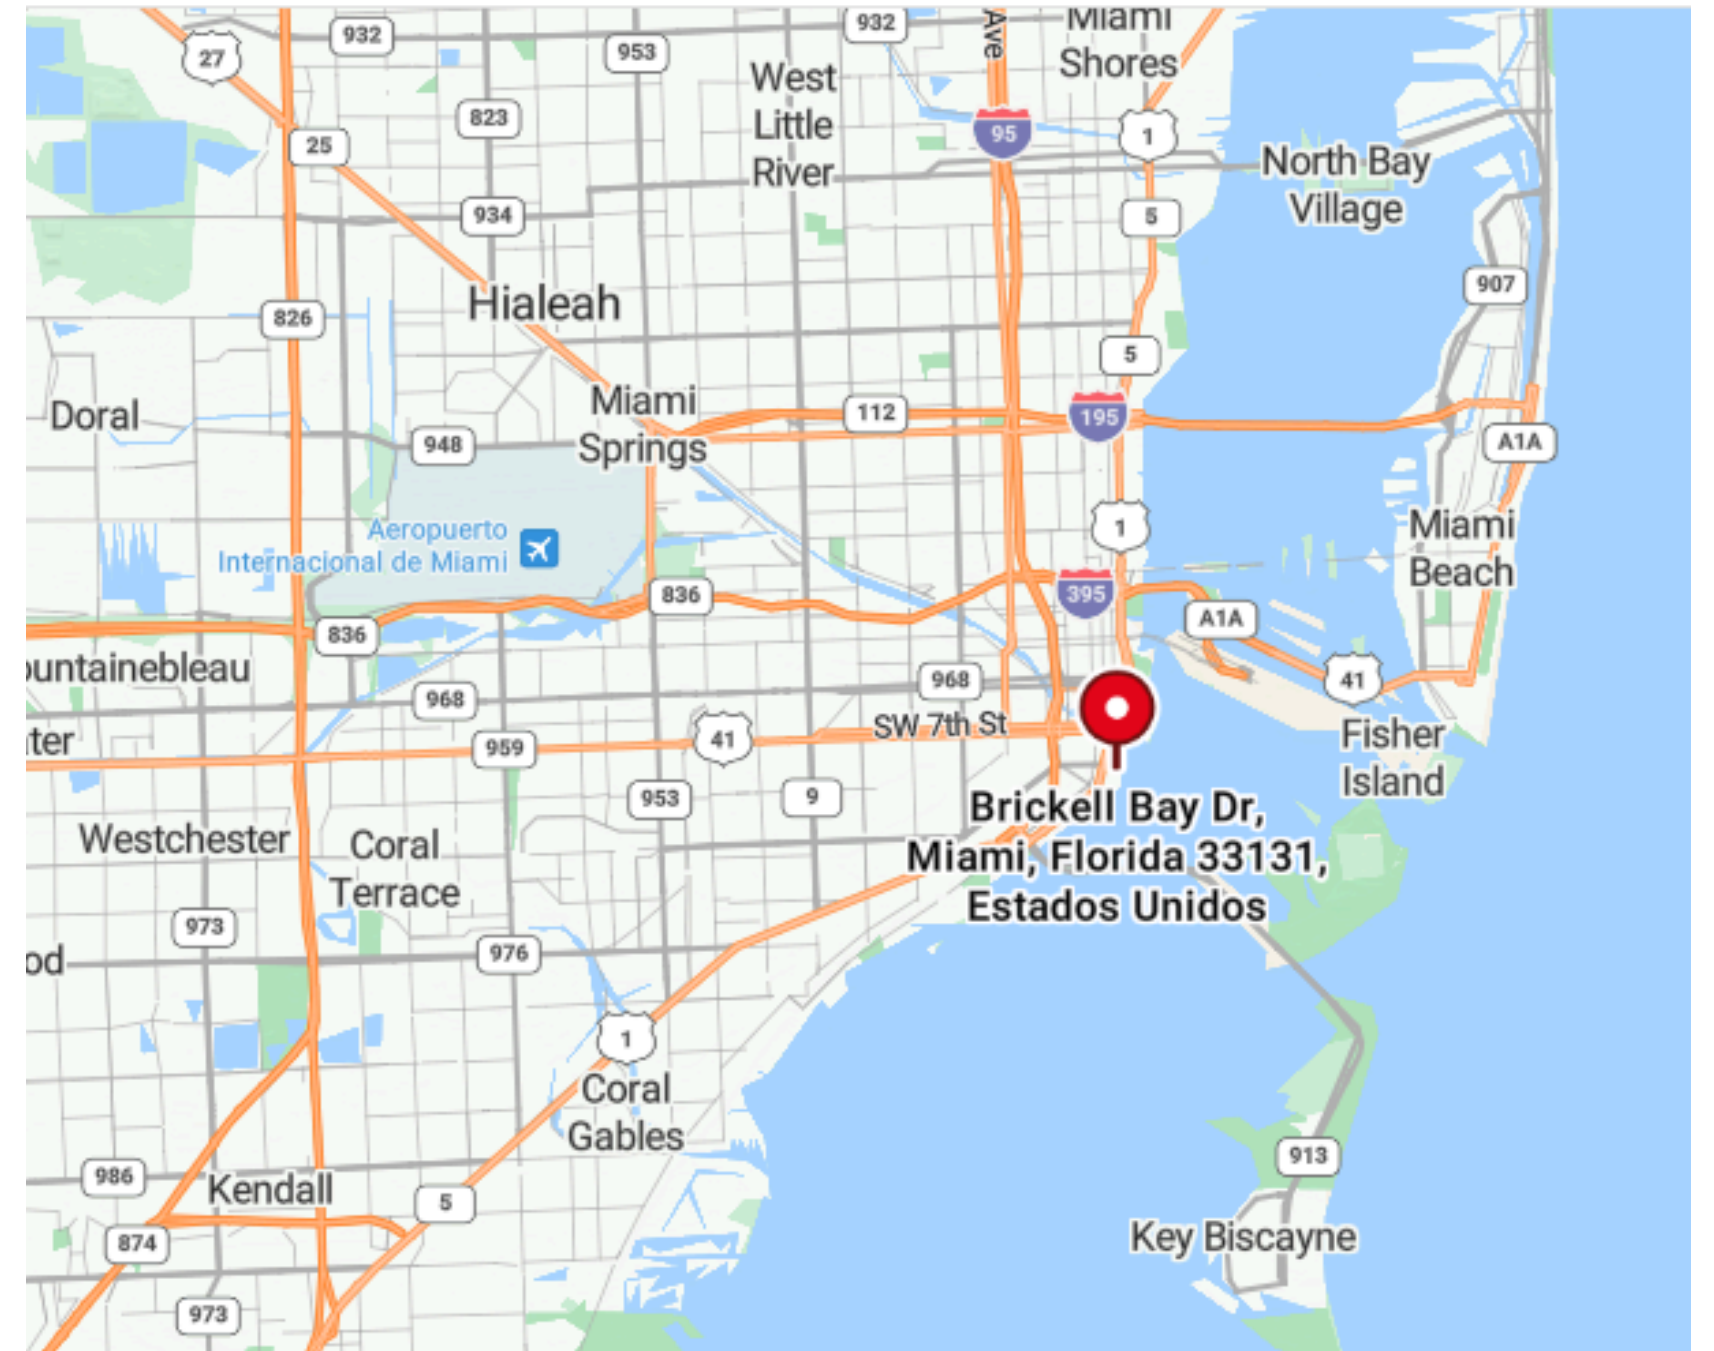 932
932
Ave
Miami
Shores
27
953
West
Little
River
823
95
1
25
North Bay
Village
934
5
907
Hialeah
826
5
Miami
Springs
Doral
112
195
948
A1A
Aeropuerto
Internacional de Miami
1
Miami
Beach
836
395
A1A
836
ountainebleau
968
968
41
SW 7th St
41
ter
959
Fisher
Island
953
9
Brickell Bay Dr,
Miami, Florida 33131,
Estados Unidos
Westchester
Coral
Terrace
973
976
od
1
Coral
Gables
986
Kendall
5
913
874
Key Biscayne
973